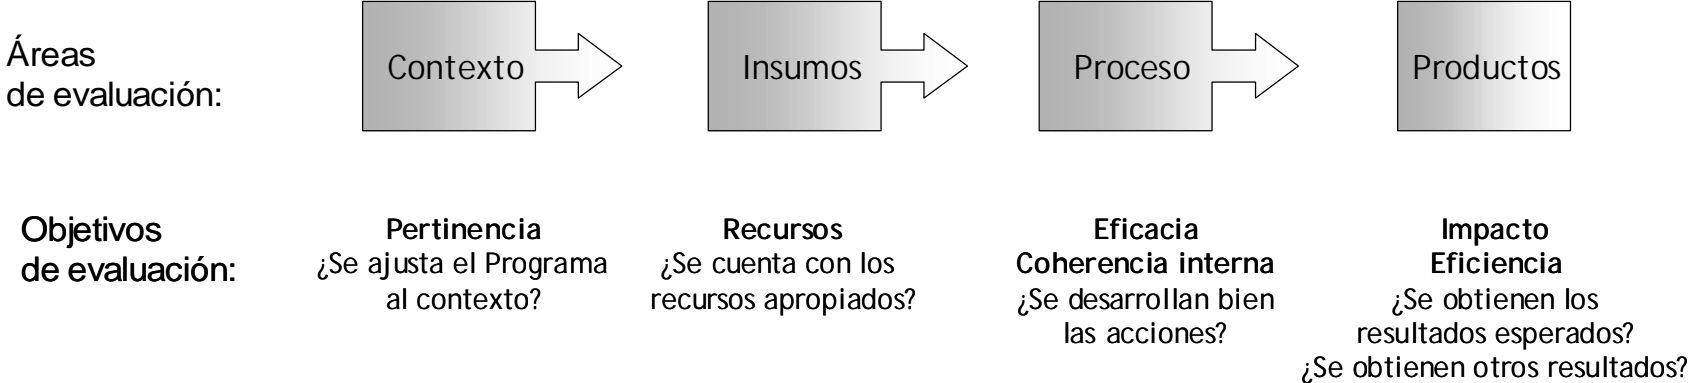 Áreas
de evaluación:
Contexto
Insumos
Proceso
Productos
Objetivos
de evaluación:
Pertinencia
¿Se ajusta el Programa
al contexto?
Recursos
¿Se cuenta con los
recursos apropiados?
Eficacia
Coherencia interna
¿Se desarrollan bien
las acciones?
Impacto
Eficiencia
¿Se obtienen los
resultados esperados?
¿Se obtienen otros resultados?